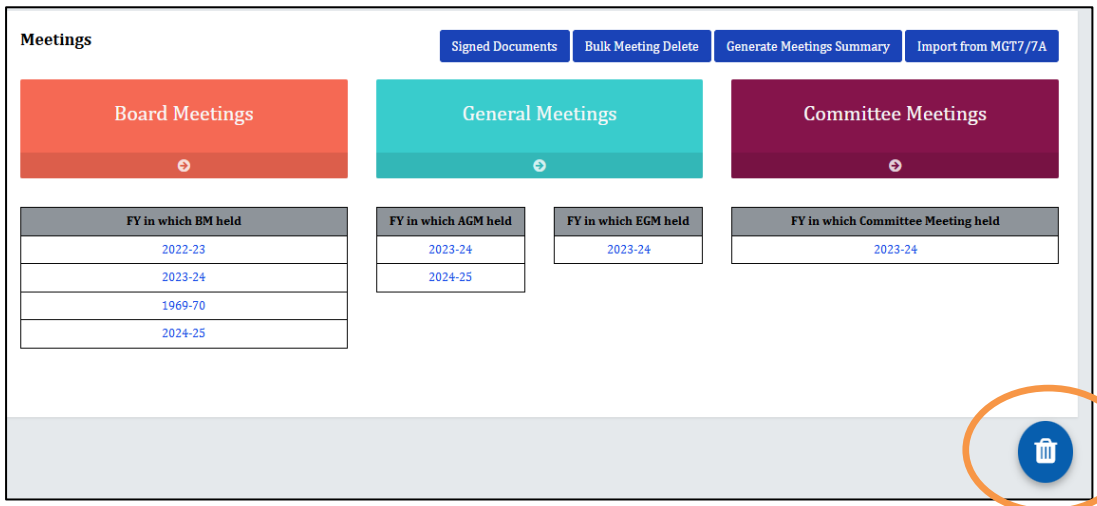 Meetings
Signed Documents
Bulk Meeting Delete
Generate Meetings Summary
Import from MGT7/7A
Board Meetings
General Meetings
Committee Meetings
FY in which BM held
2022-23
2023-24
1969-70
2024-25
FY in which AGM held
2023-24
2024-25
FY in which EGM held
2023-24
FY in which Committee Meeting held
2023-24